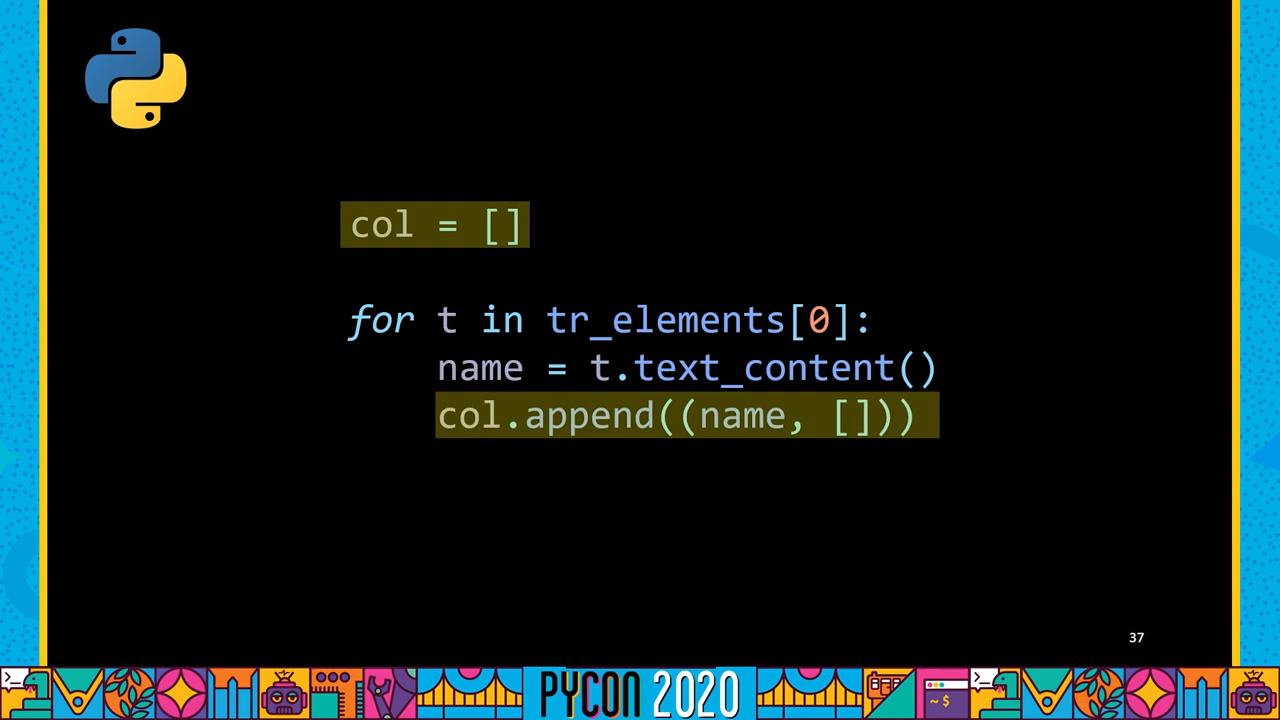 col = []
for t in tr_elements[0]:
    name = t.text_content()
    col.append((name, []))
37
PYCON 2020
~$